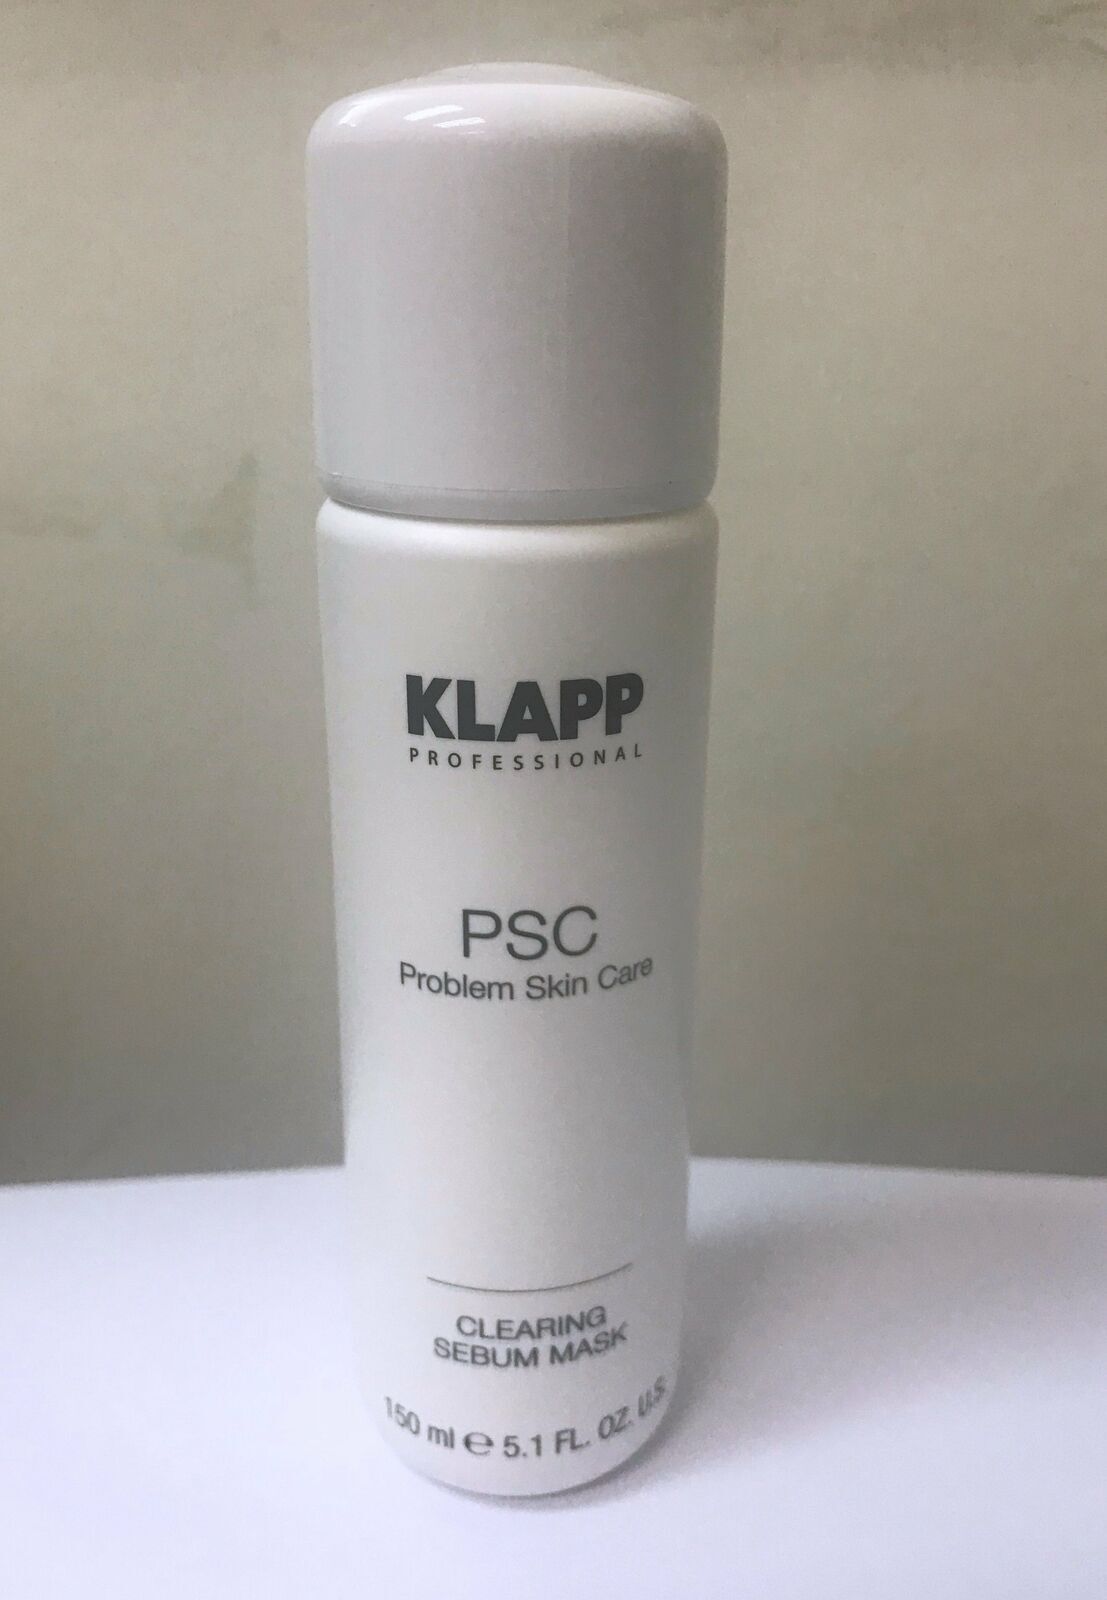 KLAPP
PROFESSIONAL
PSC
Problem Skin Care
CLEARING
SEBUM MASK
150 ml ℮ 5.1 FL. OZ. U.S.